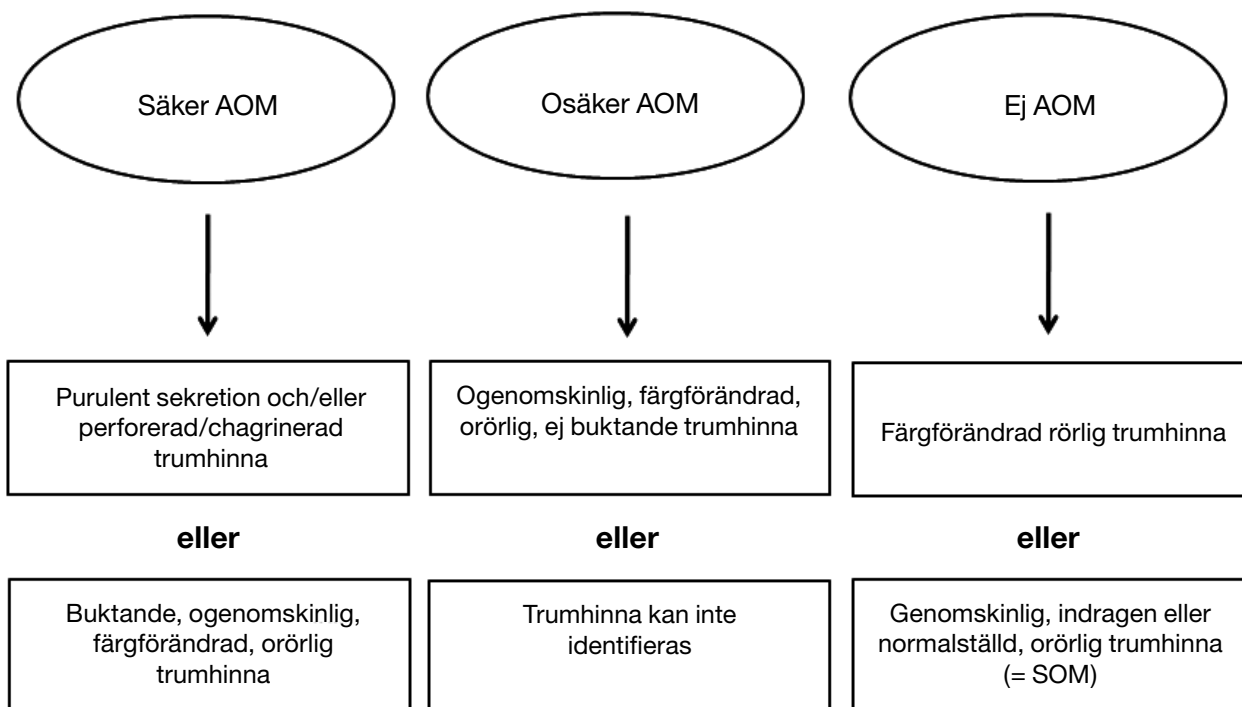 Säker AOM
Osäker AOM
Ej AOM
Purulent sekretion och/eller
perforerad/chagrinerad
trumhinna
Ogenomskinlig, färgförändrad,
orörlig, ej buktande trumhinna
Färgförändrad rörlig trumhinna
eller
eller
eller
Buktande, ogenomskinlig,
färgförändrad, orörlig
trumhinna
Trumhinna kan inte
identifieras
Genomskinlig, indragen eller
normalställd, orörlig trumhinna
(= SOM)